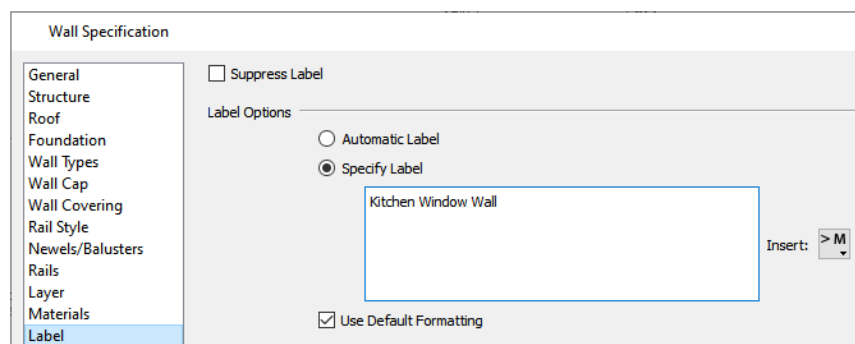 Wall Specification
General
Structure
Roof
Foundation
Wall Types
Wall Cap
Wall Covering
Rail Style
Newels/Balusters
Rails
Layer
Materials
Label
Suppress Label
Label Options
Automatic Label
Specify Label
Kitchen Window Wall
Insert: > M
Use Default Formatting